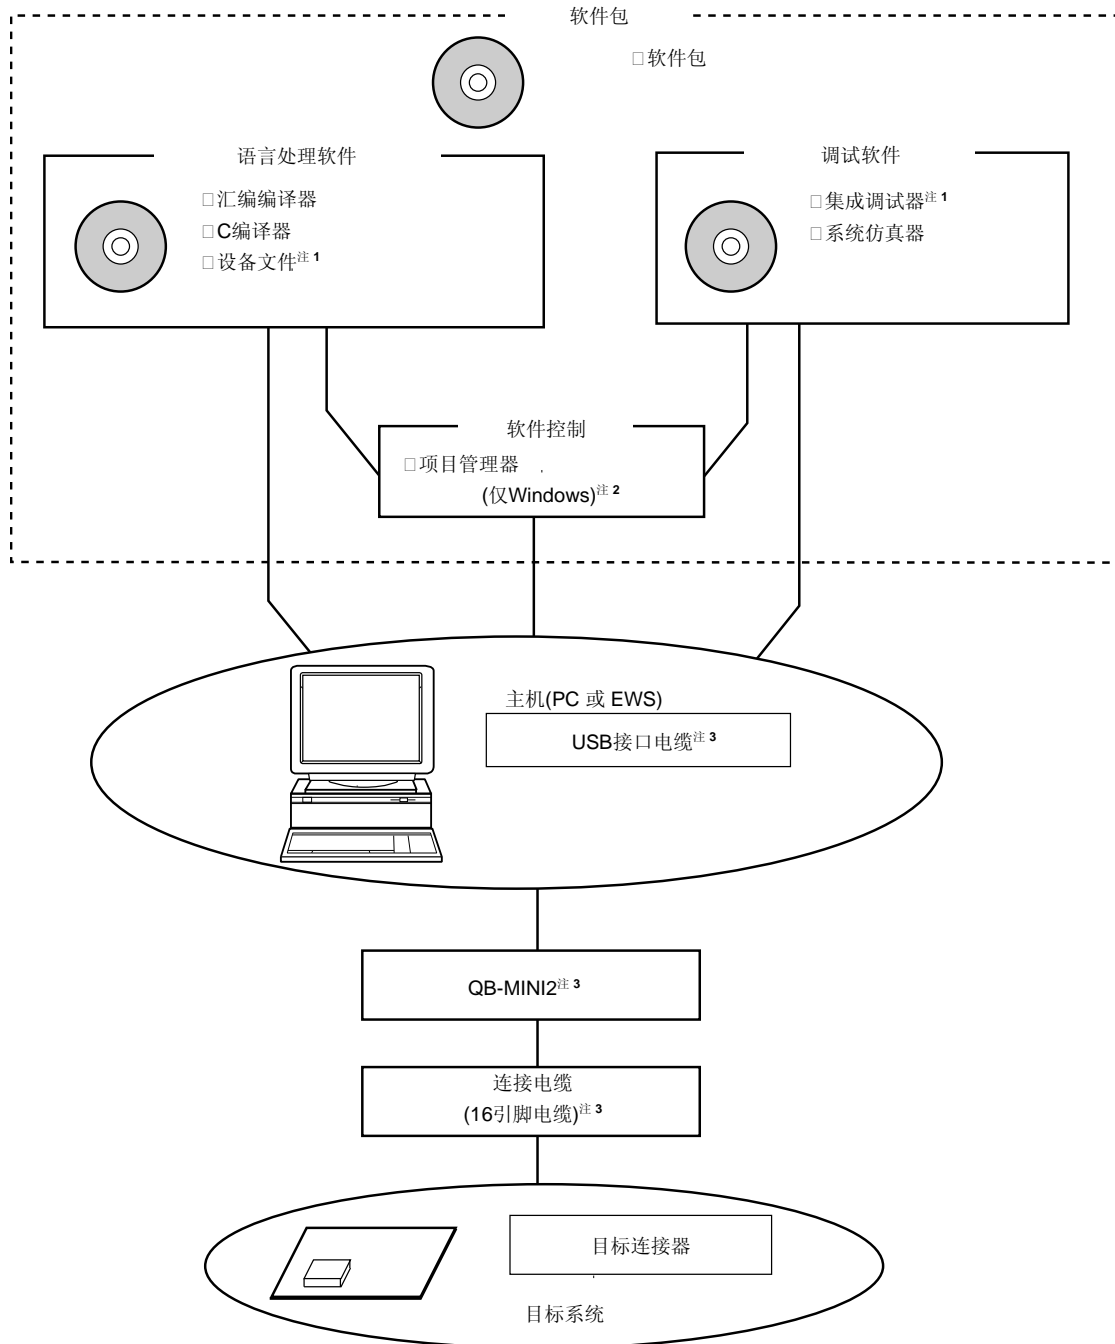 软件包
□软件包
语言处理软件
□汇编编译器
□C编译器
□设备文件注 1
调试软件
□集成调试器注 1
□系统仿真器
软件控制
□项目管理器
(仅Windows)注 2
主机(PC 或 EWS)
USB接口电缆注 3
QB-MINI2注 3
连接电缆
(16引脚电缆)注 3
目标连接器
目标系统